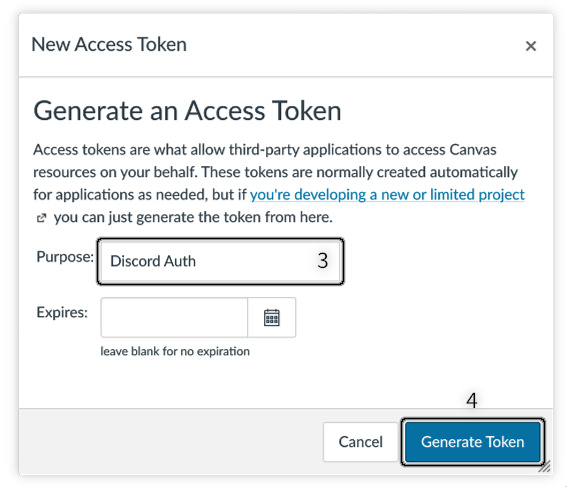 New Access Token ×
Generate an Access Token
Access tokens are what allow third-party applications to access Canvas
resources on your behalf. These tokens are normally created automatically
for applications as needed, but if you're developing a new or limited project
you can just generate the token from here.
Purpose: Discord Auth 3
Expires:
leave blank for no expiration
4
Cancel Generate Token